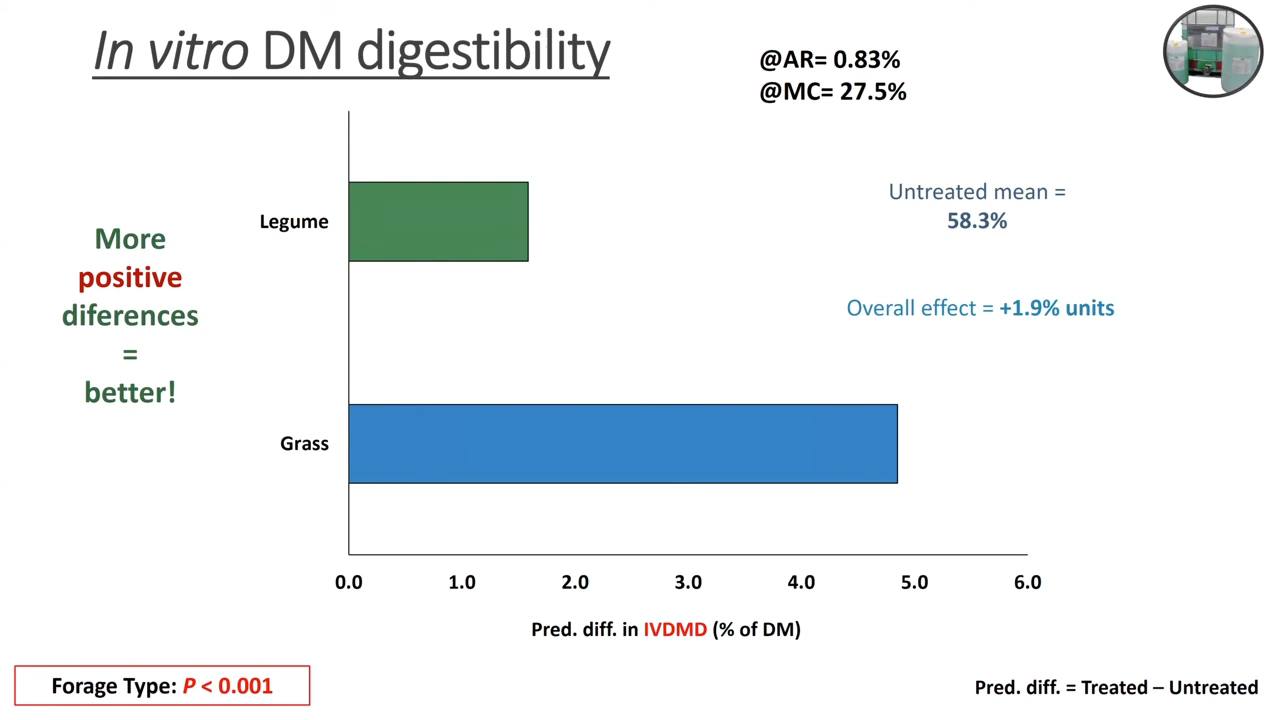 In vitro DM digestibility
@AR= 0.83%
@MC= 27.5%
Untreated mean =
58.3%
Overall effect = +1.9% units
More
positive
diferences
=
better!
Legume
Grass
0.0 1.0 2.0 3.0 4.0 5.0 6.0
Pred. diff. in IVDMD (% of DM)
Forage Type: P < 0.001
Pred. diff. = Treated – Untreated